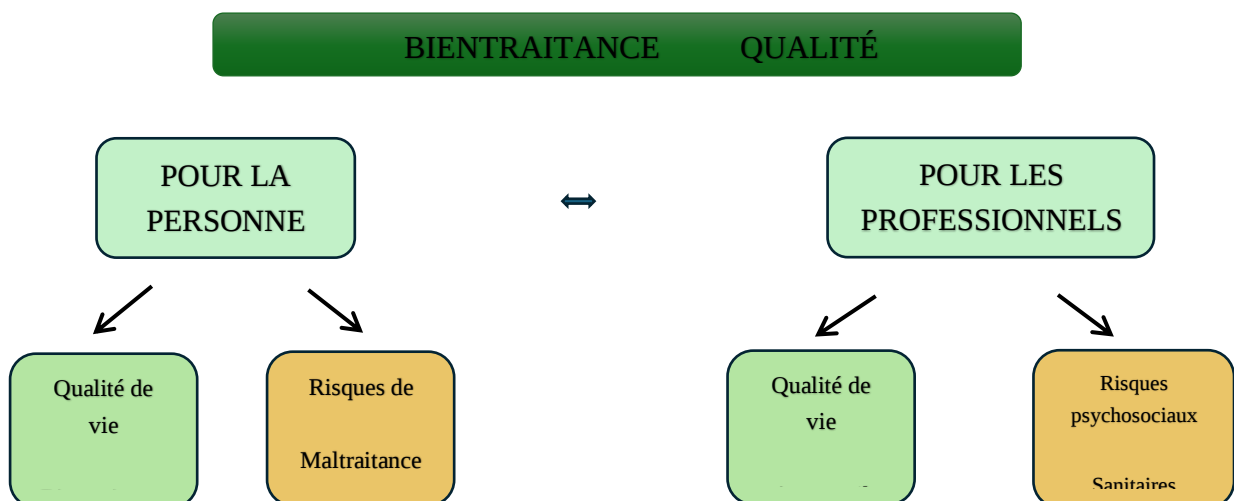 BIENTRAITANCE QUALITÉ
POUR LA
PERSONNE
POUR LES
PROFESSIONNELS
Qualité de
vie
Risques de
Maltraitance
Qualité de
vie
Risques
psychosociaux
Sanitaires